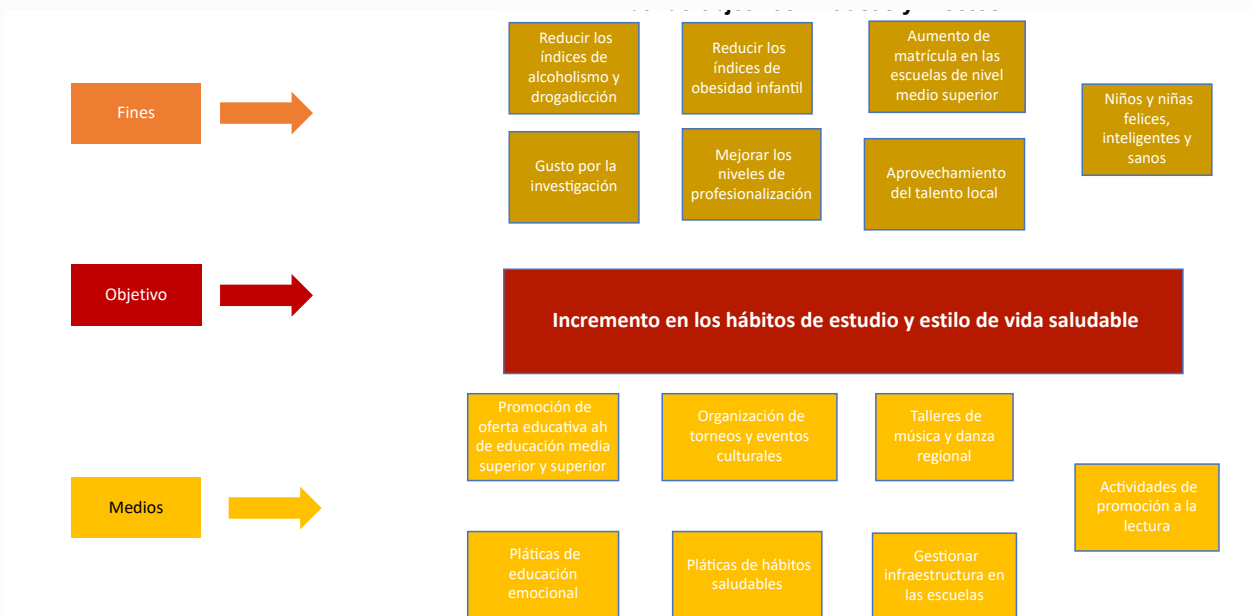 Reducir los
índices de
alcoholismo y
drogadicción
Reducir los
índices de
obesidad infantil
Aumento de
matrícula en las
escuelas de nivel
medio superior
Fines
Niños y niñas
felices,
inteligentes y
sanos
Gusto por la
investigación
Mejorar los
niveles de
profesionalización
Aprovechamiento
del talento local
Objetivo
Incremento en los hábitos de estudio y estilo de vida saludable
Promoción de
oferta educativa ah
de educación media
superior y superior
Organización de
torneos y eventos
culturales
Talleres de
música y danza
regional
Medios
Actividades de
promoción a la
lectura
Pláticas de
educación
emocional
Pláticas de hábitos
saludables
Gestionar
infraestructura en
las escuelas